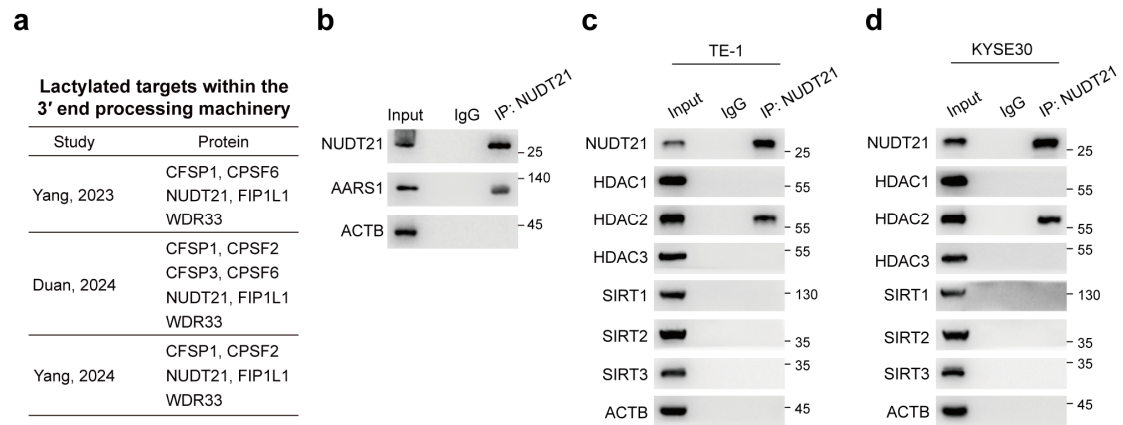 a
Lactylated targets within the
3′ end processing machinery
Study Protein
Yang, 2023
CFSP1, CPSF6
NUDT21, FIP1L1
WDR33
Duan, 2024
CFSP1, CPSF2
CFSP3, CPSF6
NUDT21, FIP1L1
WDR33
Yang, 2024
CFSP1, CPSF2
NUDT21, FIP1L1
WDR33
b
Input IgG IP: NUDT21
NUDT21 25
AARS1 140
ACTB 45
c
TE-1
Input IgG IP: NUDT21
NUDT21 25
HDAC1 55
HDAC2 55
HDAC3 55
SIRT1 130
SIRT2 35
SIRT3 35
ACTB 45
d
KYSE30
Input IgG IP: NUDT21
NUDT21 25
HDAC1 55
HDAC2 55
HDAC3 55
SIRT1 130
SIRT2 35
SIRT3 35
ACTB 45